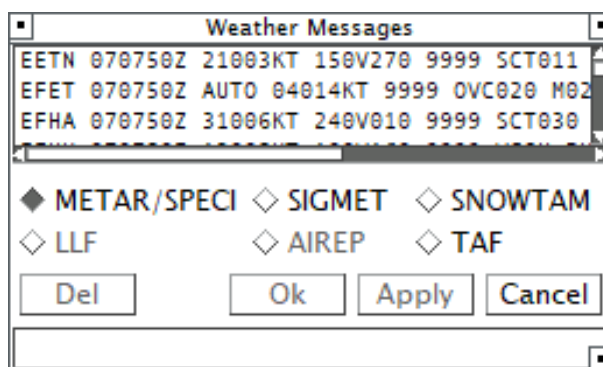 Weather Messages
EETN 070750Z 21003KT 150V270 9999 SCT011
EFET 070750Z AUTO 04014KT 9999 OVC020 M02
EFHA 070750Z 31006KT 240V010 9999 SCT030
METAR/SPECI SIGMET SNOWTAM
LLF AIREP TAF
Del Ok Apply Cancel